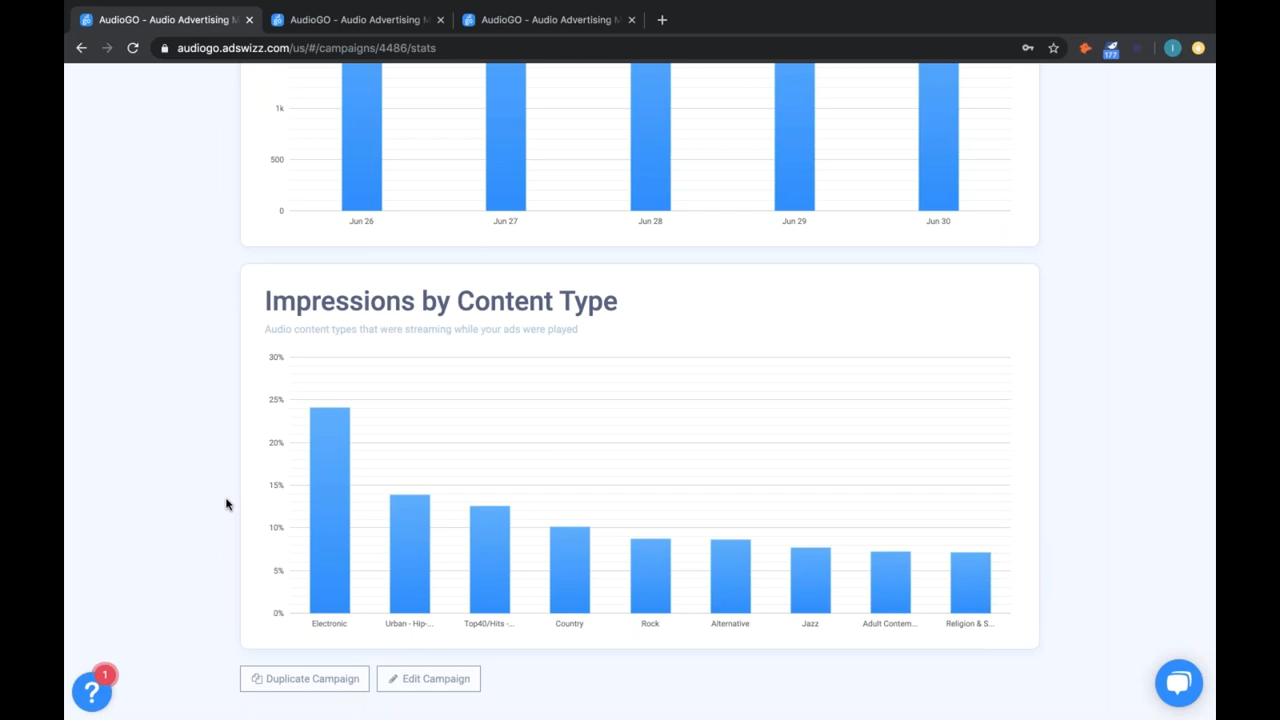 AudioGO - Audio Advertising M
AudioGO - Audio Advertising M
AudioGO - Audio Advertising M
audiogo.adswizz.com/us/#/campaigns/4486/stats
177
i
1k
500
0
Jun 26 Jun 27 Jun 28 Jun 29 Jun 30
Impressions by Content Type
Audio content types that were streaming while your ads were played
30%
25%
20%
15%
10%
5%
0%
Electronic Urban - Hip-... Top40/Hits -... Country Rock Alternative Jazz Adult Contem... Religion & S...
Duplicate Campaign Edit Campaign
1
?